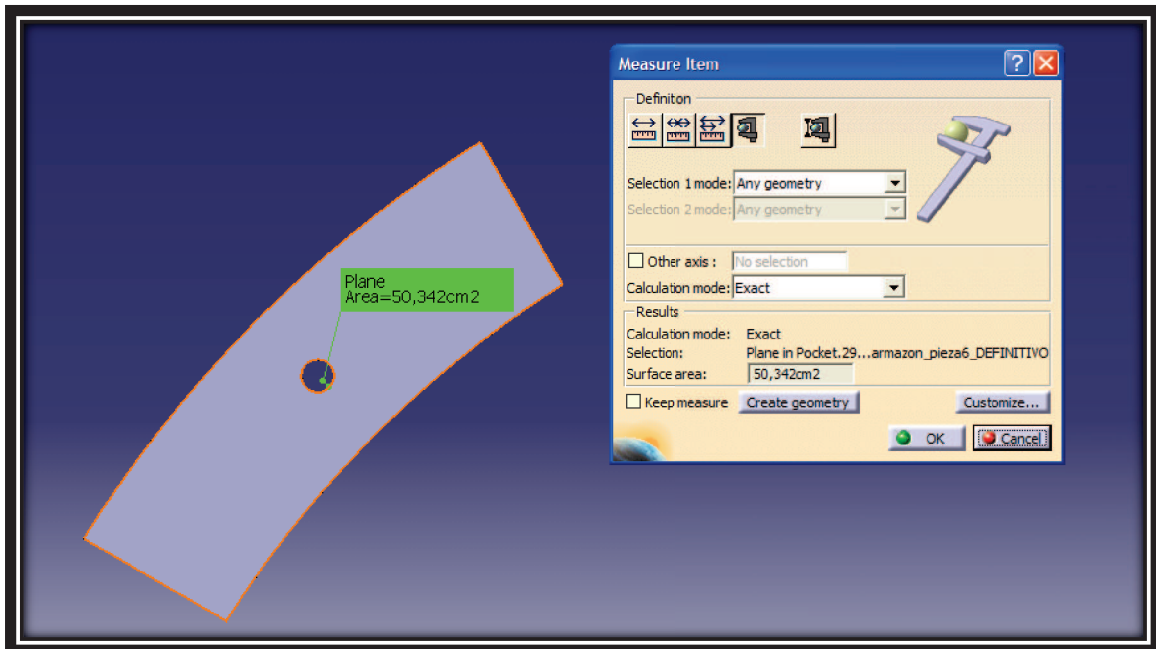 Plane
Area=50,342cm2
Measure Item
Definiton
Selection 1 mode: Any geometry
Selection 2 mode: Any geometry
Other axis : No selection
Calculation mode: Exact
Results
Calculation mode: Exact
Selection: Plane in Pocket.29...armazon_pieza6_DEFINITIVO
Surface area: 50,342cm2
Keep measure Create geometry Customize...
OK Cancel